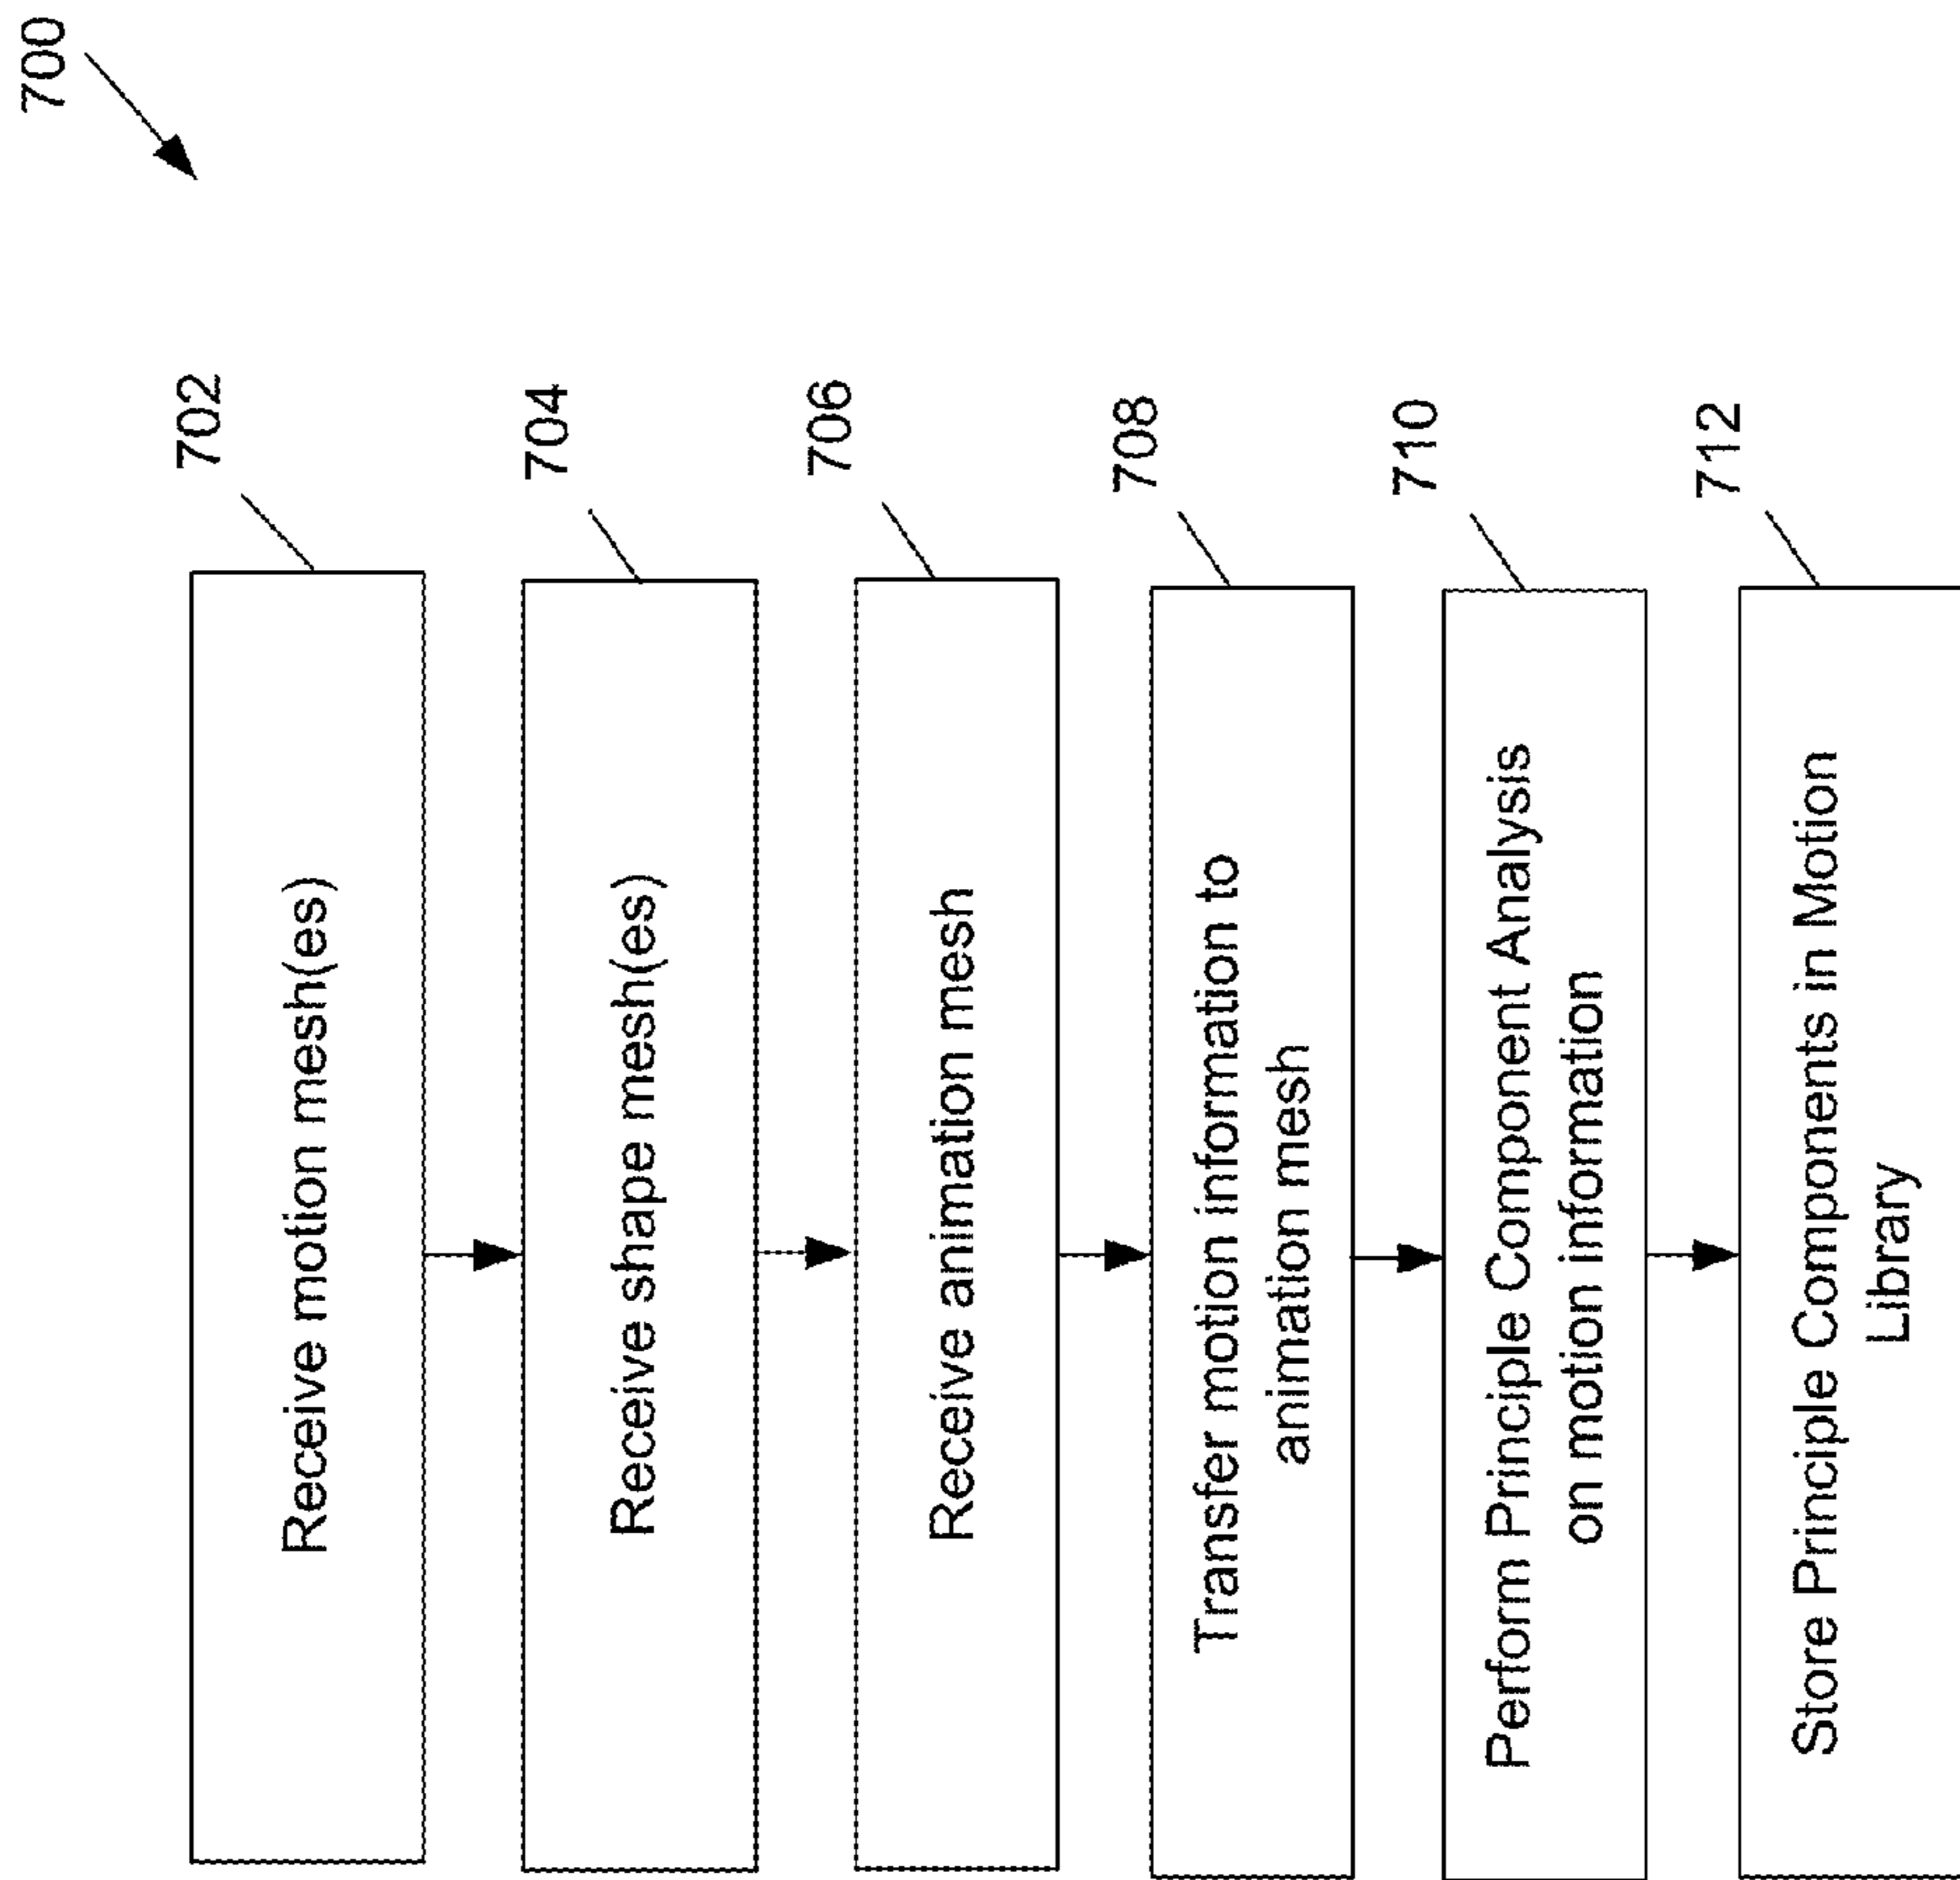 700
702
Receive motion mesh(es)
704
Receive shape mesh(es)
706
Receive animation mesh
708
Transfer motion information to
animation mesh
710
Perform Principle Component Analysis
on motion information
712
Store Principle Components in Motion
Library